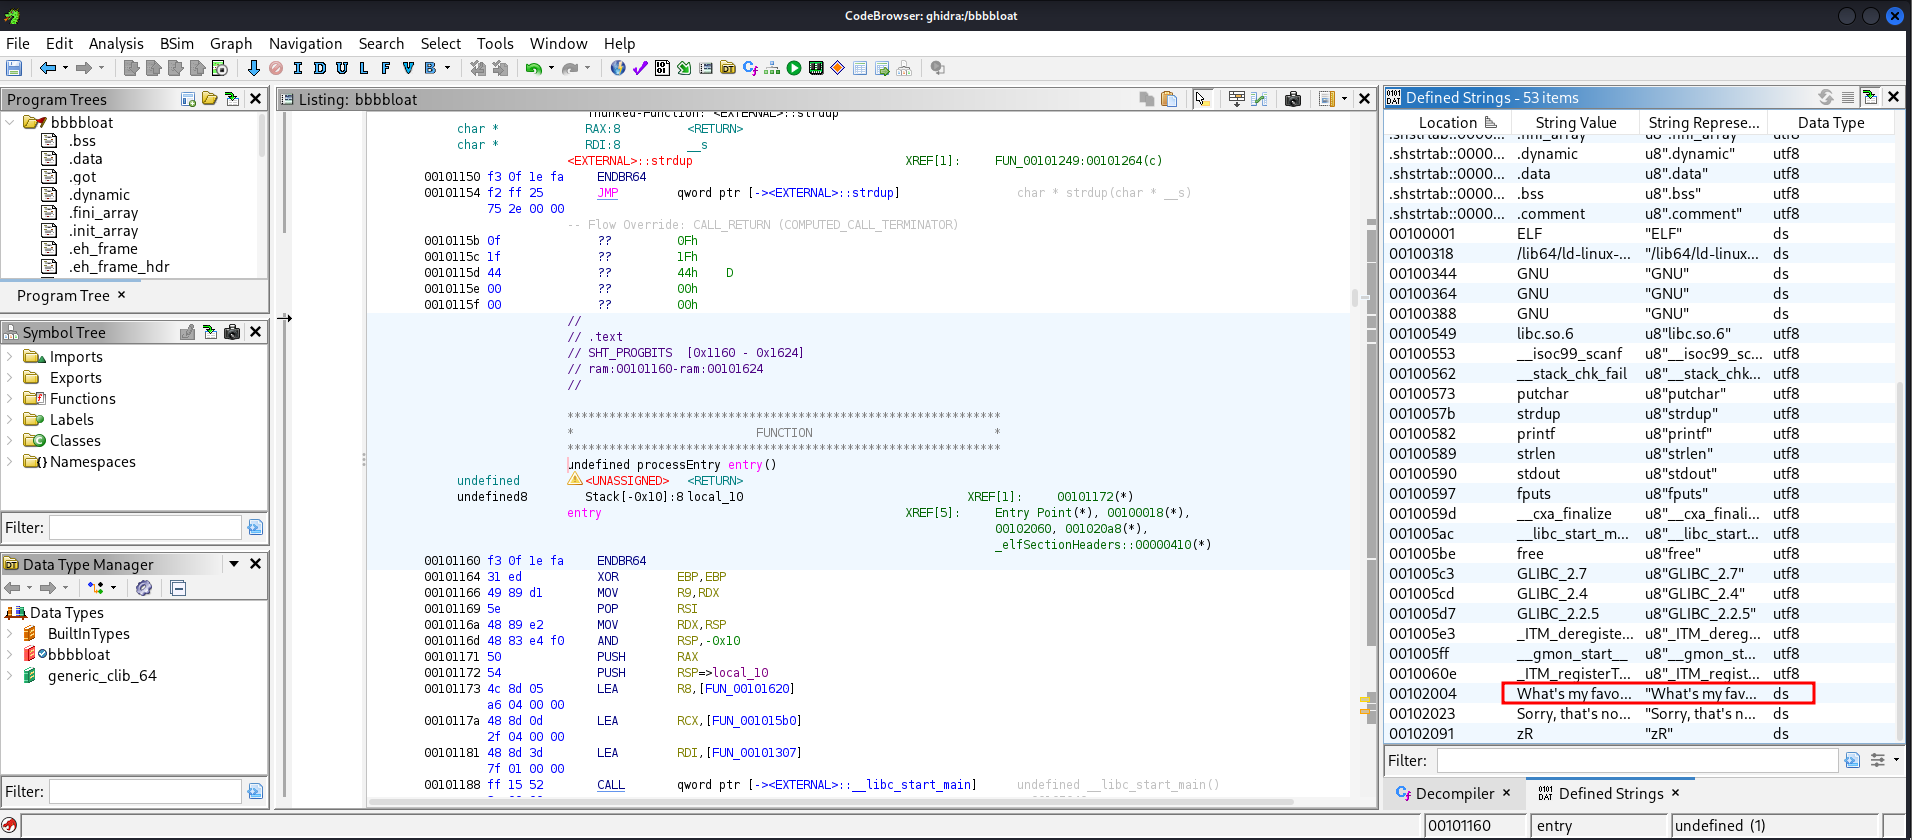 CodeBrowser: ghidra:/bbbbloat
File Edit Analysis BSim Graph Navigation Search Select Tools Window Help
I D U L F V B
Program Trees
bbbbloat
.bss
.data
.got
.dynamic
.fini_array
.init_array
.eh_frame
.eh_frame_hdr
Program Tree ×
Symbol Tree
Imports
Exports
Functions
Labels
Classes
Namespaces
Filter:
Data Type Manager
Data Types
BuiltInTypes
bbbbloat
generic_clib_64
Filter:
Listing: bbbbloat
Thunked-Function: <EXTERNAL>::strdup
char * RAX:8 <RETURN>
char * RDI:8 __s
<EXTERNAL>::strdup XREF[1]: FUN_00101249:00101264(c)
00101150 f3 0f 1e fa ENDBR64
00101154 f2 ff 25 JMP qword ptr [-><EXTERNAL>::strdup] char * strdup(char * __s)
75 2e 00 00
-- Flow Override: CALL_RETURN (COMPUTED_CALL_TERMINATOR)
0010115b 0f ?? 0Fh
0010115c 1f ?? 1Fh
0010115d 44 ?? 44h D
0010115e 00 ?? 00h
0010115f 00 ?? 00h
//
// .text
// SHT_PROGBITS [0x1160 - 0x1624]
// ram:00101160-ram:00101624
//
**************************************************************
* FUNCTION *
**************************************************************
undefined processEntry entry()
undefined <UNASSIGNED> <RETURN>
undefined8 Stack[-0x10]:8 local_10 XREF[1]: 00101172(*)
entry XREF[5]: Entry Point(*), 00100018(*),
00102060, 001020a8(*),
_elfSectionHeaders::00000410(*)
00101160 f3 0f 1e fa ENDBR64
00101164 31 ed XOR EBP,EBP
00101166 49 89 d1 MOV R9,RDX
00101169 5e POP RSI
0010116a 48 89 e2 MOV RDX,RSP
0010116d 48 83 e4 f0 AND RSP,-0x10
00101171 50 PUSH RAX
00101172 54 PUSH RSP=>local_10
00101173 4c 8d 05 LEA R8,[FUN_00101620]
a6 04 00 00
0010117a 48 8d 0d LEA RCX,[FUN_001015b0]
2f 04 00 00
00101181 48 8d 3d LEA RDI,[FUN_00101307]
7f 01 00 00
00101188 ff 15 52 CALL qword ptr [-><EXTERNAL>::__libc_start_main] undefined __libc_start_main()
Defined Strings - 53 items
Location String Value String Represe... Data Type
.shstrtab::0000... .fini_array u8".fini_array" utf8
.shstrtab::0000... .dynamic u8".dynamic" utf8
.shstrtab::0000... .data u8".data" utf8
.shstrtab::0000... .bss u8".bss" utf8
.shstrtab::0000... .comment u8".comment" utf8
00100001 ELF "ELF" ds
00100318 /lib64/ld-linux-... "/lib64/ld-linux... ds
00100344 GNU "GNU" ds
00100364 GNU "GNU" ds
00100388 GNU "GNU" ds
00100549 libc.so.6 u8"libc.so.6" utf8
00100553 __isoc99_scanf u8"__isoc99_sc... utf8
00100562 __stack_chk_fail u8"__stack_chk... utf8
00100573 putchar u8"putchar" utf8
0010057b strdup u8"strdup" utf8
00100582 printf u8"printf" utf8
00100589 strlen u8"strlen" utf8
00100590 stdout u8"stdout" utf8
00100597 fputs u8"fputs" utf8
0010059d __cxa_finalize u8"__cxa_finali... utf8
001005ac __libc_start_m... u8"__libc_start... utf8
001005be free u8"free" utf8
001005c3 GLIBC_2.7 u8"GLIBC_2.7" utf8
001005cd GLIBC_2.4 u8"GLIBC_2.4" utf8
001005d7 GLIBC_2.2.5 u8"GLIBC_2.2.5" utf8
001005e3 _ITM_deregiste... u8"_ITM_dereg... utf8
001005ff __gmon_start__ u8"__gmon_st... utf8
0010060e _ITM_registerT... u8"_ITM_regist... utf8
00102004 What's my favo... "What's my fav... ds
00102023 Sorry, that's no... "Sorry, that's n... ds
00102091 zR "zR" ds
Filter:
Decompiler × Defined Strings ×
00101160 entry undefined (1)